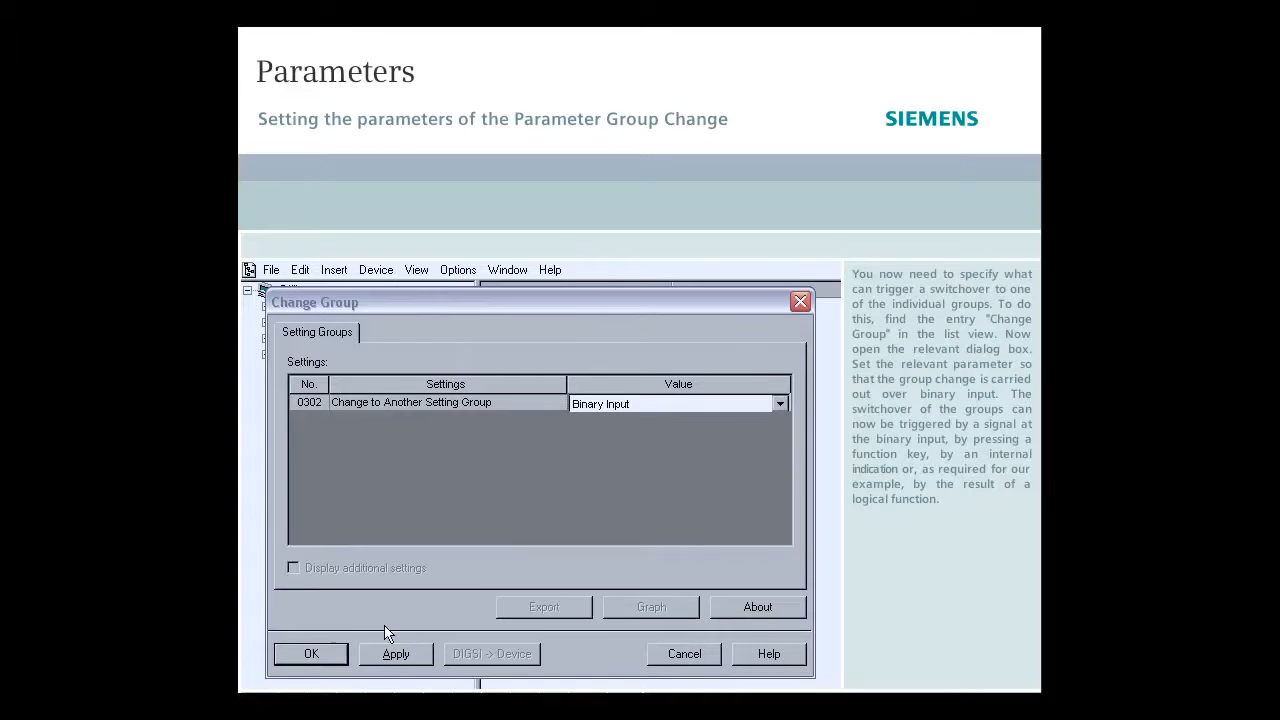 Parameters
Setting the parameters of the Parameter Group Change
SIEMENS
File Edit Insert Device View Options Window Help
Change Group
Setting Groups
Settings:
No. Settings Value
0302 Change to Another Setting Group Binary Input
Display additional settings
Export Graph About
OK Apply DIGSI -> Device Cancel Help
You now need to specify what
can trigger a switchover to one
of the individual groups. To do
this, find the entry "Change
Group" in the list view. Now
open the relevant dialog box.
Set the relevant parameter so
that the group change is carried
out over binary input. The
switchover of the groups can
now be triggered by a signal at
the binary input, by pressing a
function key, by an internal
indication or, as required for our
example, by the result of a
logical function.